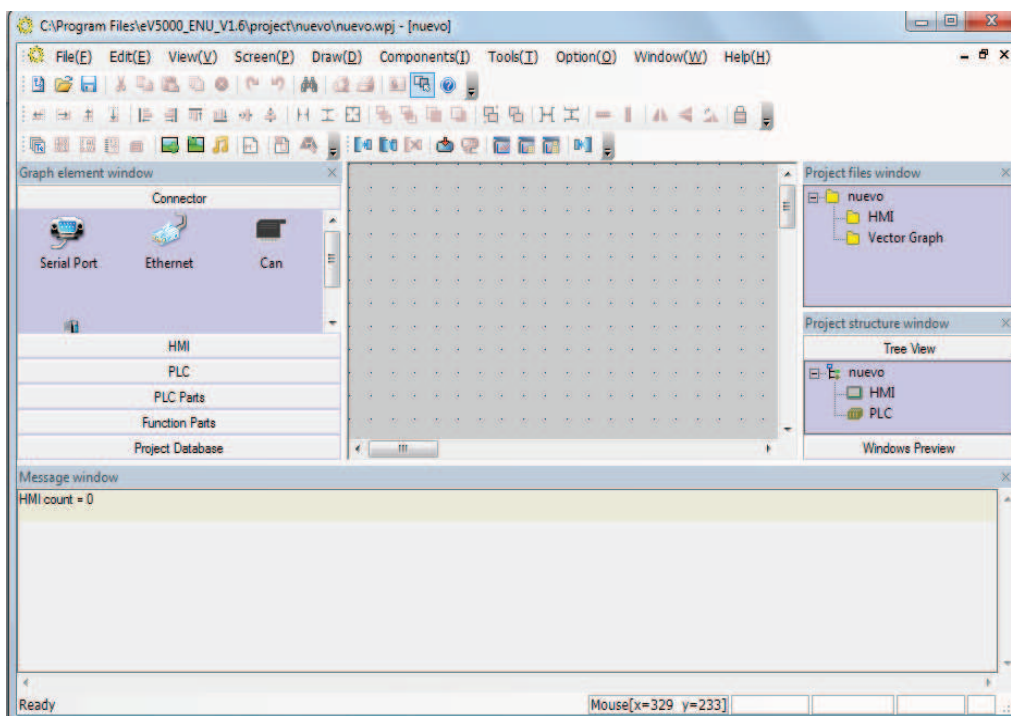 C:\Program Files\eV5000_ENU_V1.6\project\nuevo\nuevo.wpj - [nuevo]
File(F) Edit(E) View(V) Screen(P) Draw(D) Components(I) Tools(T) Option(O) Window(W) Help(H)
Graph element window
Connector
Serial Port Ethernet Can
HMI
PLC
PLC Parts
Function Parts
Project Database
Project files window
nuevo
HMI
Vector Graph
Project structure window
Tree View
nuevo
HMI
PLC
Windows Preview
Message window
HMI count = 0
Ready
Mouse[x=329 y=233]